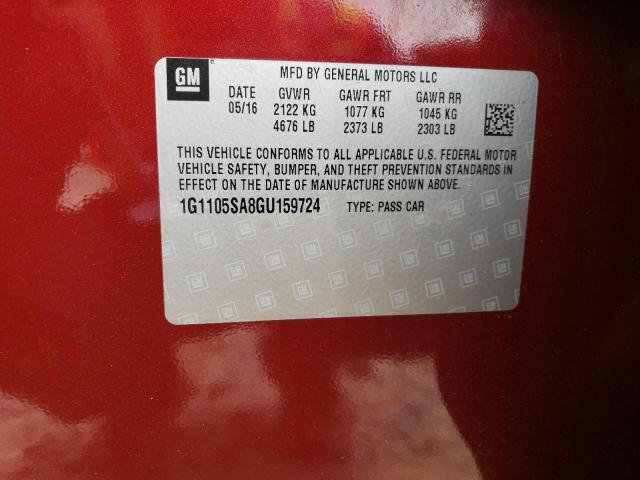 GM
MFD BY GENERAL MOTORS LLC
DATE GVWR GAWR FRT GAWR RR
05/16 2122 KG 1077 KG 1045 KG
4676 LB 2373 LB 2303 LB
THIS VEHICLE CONFORMS TO ALL APPLICABLE U.S. FEDERAL MOTOR
VEHICLE SAFETY, BUMPER, AND THEFT PREVENTION STANDARDS IN
EFFECT ON THE DATE OF MANUFACTURE SHOWN ABOVE.
1G1105SA8GU159724 TYPE: PASS CAR